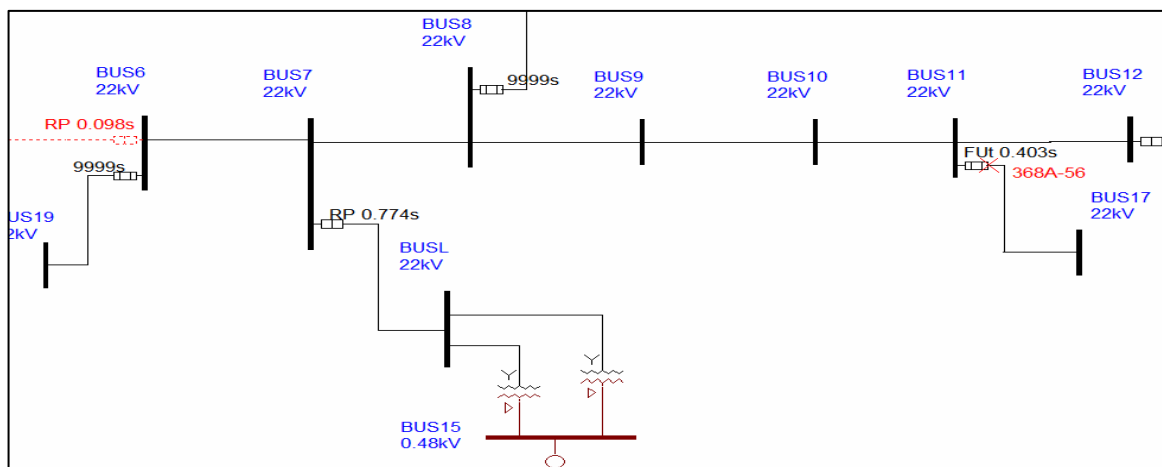 BUS8
22kV
9999s
BUS6
22kV
BUS7
22kV
BUS9
22kV
BUS10
22kV
BUS11
22kV
BUS12
22kV
RP 0.098s
9999s
FUt 0.403s
368A-56
BUS19
2kV
RP 0.774s
BUSL
22kV
BUS17
22kV
BUS15
0.48kV